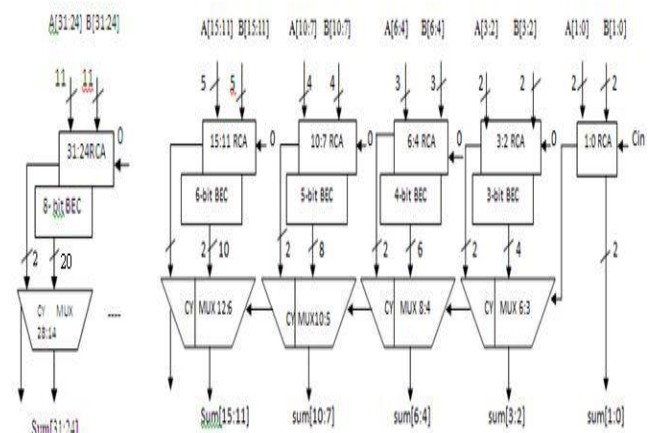 A[31:24] B[31:24] A[15:11] B[15:11] A[10:7] B[10:7] A[6:4] B[6:4] A[3:2] B[3:2] A[1:0] B[1:0]
11 11 5 5 4 4 3 3 2 2 2 2
0 0 0 0 0 Cin
31:24RCA 15:11 RCA 10:7 RCA 6:4 RCA 3:2 RCA 1:0 RCA
8- bit BEC 6-bit BEC 5-bit BEC 4-bit BEC 3-bit BEC
2 20 2 10 2 8 2 6 2 4 2
CY MUX 28:14 ---- CY MUX 12:6 CY MUX10:5 CY MUX 8:4 CY MUX 6:3
Sum[31:24] Sum[15:11] sum[10:7] sum[6:4] sum[3:2] sum[1:0]